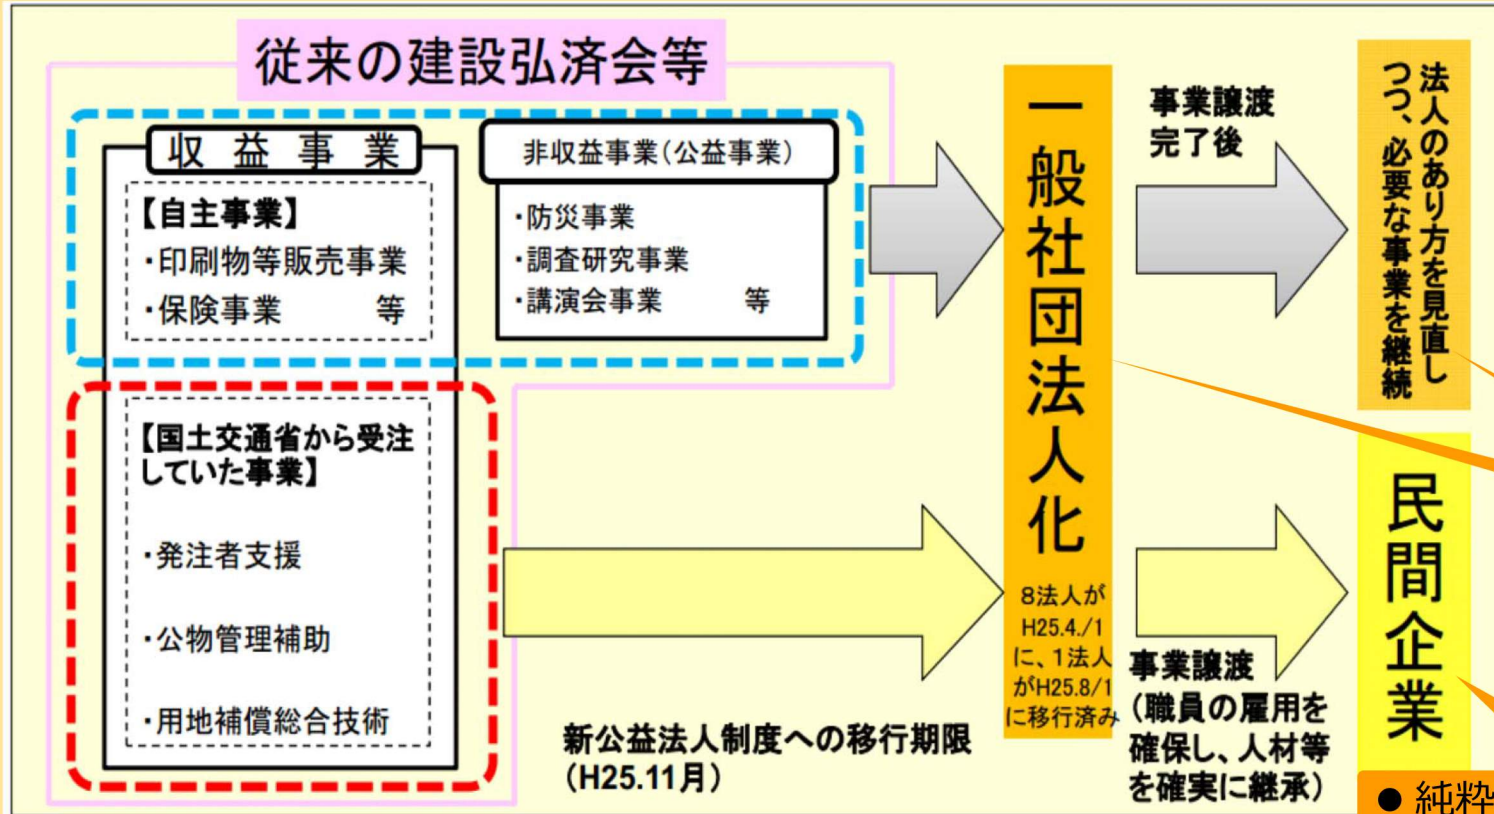 従来の建設弘済会等
収益事業
【自主事業】
・印刷物等販売事業
・保険事業 等
非収益事業(公益事業)
・防災事業
・調査研究事業
・講演会事業 等
【国土交通省から受注
していた事業】
・発注者支援
・公物管理補助
・用地補償総合技術
新公益法人制度への移行期限
(H25.11月)
一般社団法人化
8法人が
H25.4./1
に、1法人
がH25.8/1
に移行済み
事業譲渡
完了後
法人のあり方を見直し
つつ、必要な事業を継続
事業譲渡
(職員の雇用を
確保し、人材等
を確実に継承)
民間企業
● 純粋